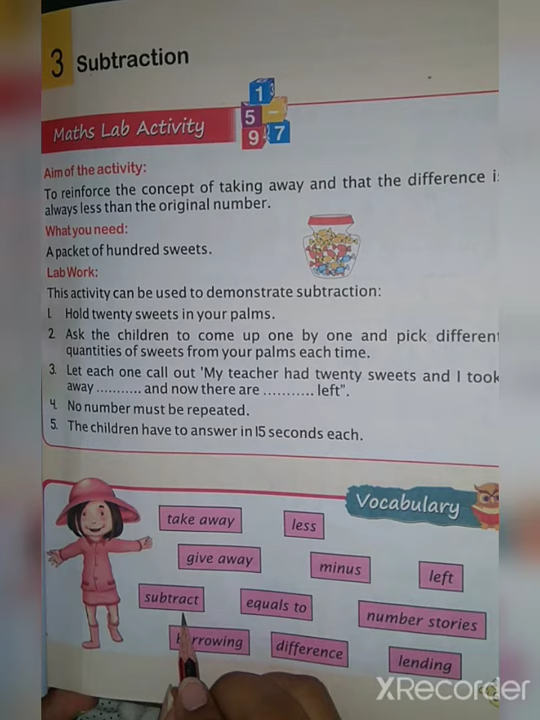 3 Subtraction
1
5 -
9 7
Maths Lab Activity
Aim of the activity:
To reinforce the concept of taking away and that the difference i
always less than the original number.
What you need:
A packet of hundred sweets.
Lab Work:
This activity can be used to demonstrate subtraction:
1. Hold twenty sweets in your palms.
2. Ask the children to come up one by one and pick different
quantities of sweets from your palms each time.
3. Let each one call out 'My teacher had twenty sweets and I took
away ........... and now there are ........... left”.
4. No number must be repeated.
5. The children have to answer in 15 seconds each.
Vocabulary
take away less
give away minus left
subtract equals to number stories
borrowing difference lending
XRecorder